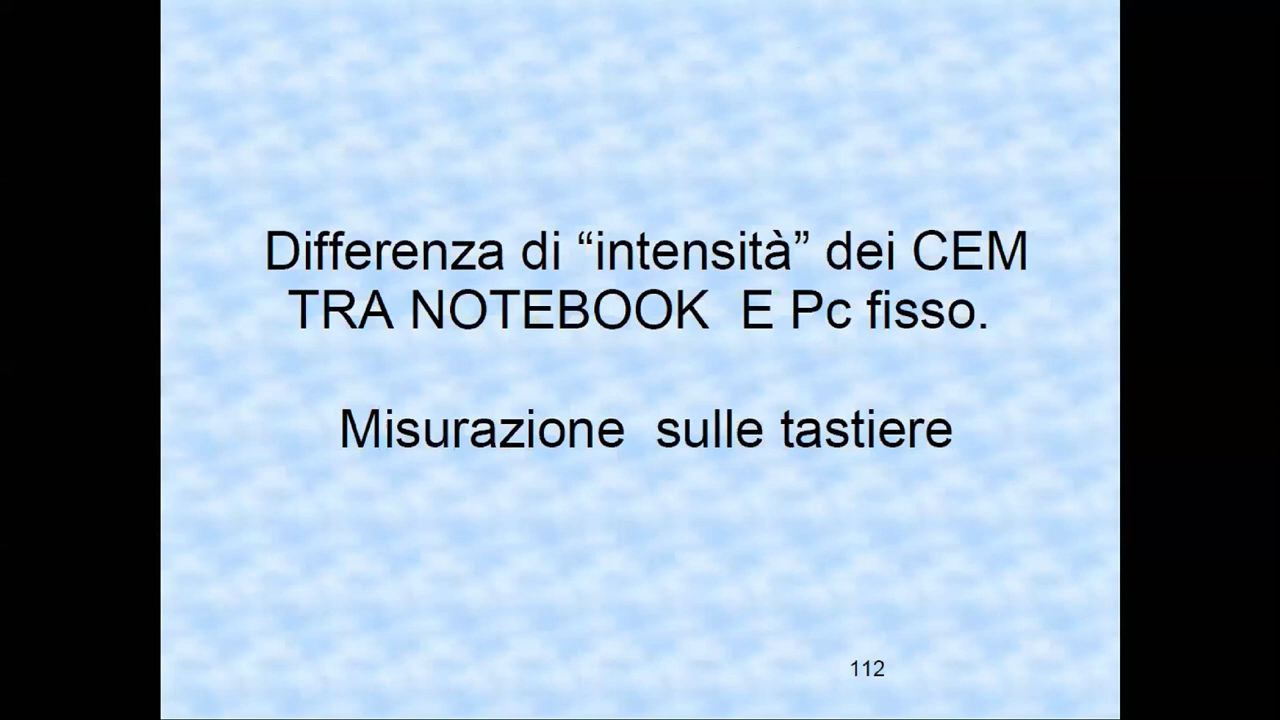 Differenza di “intensità” dei CEM
TRA NOTEBOOK  E Pc fisso.
Misurazione  sulle tastiere
112